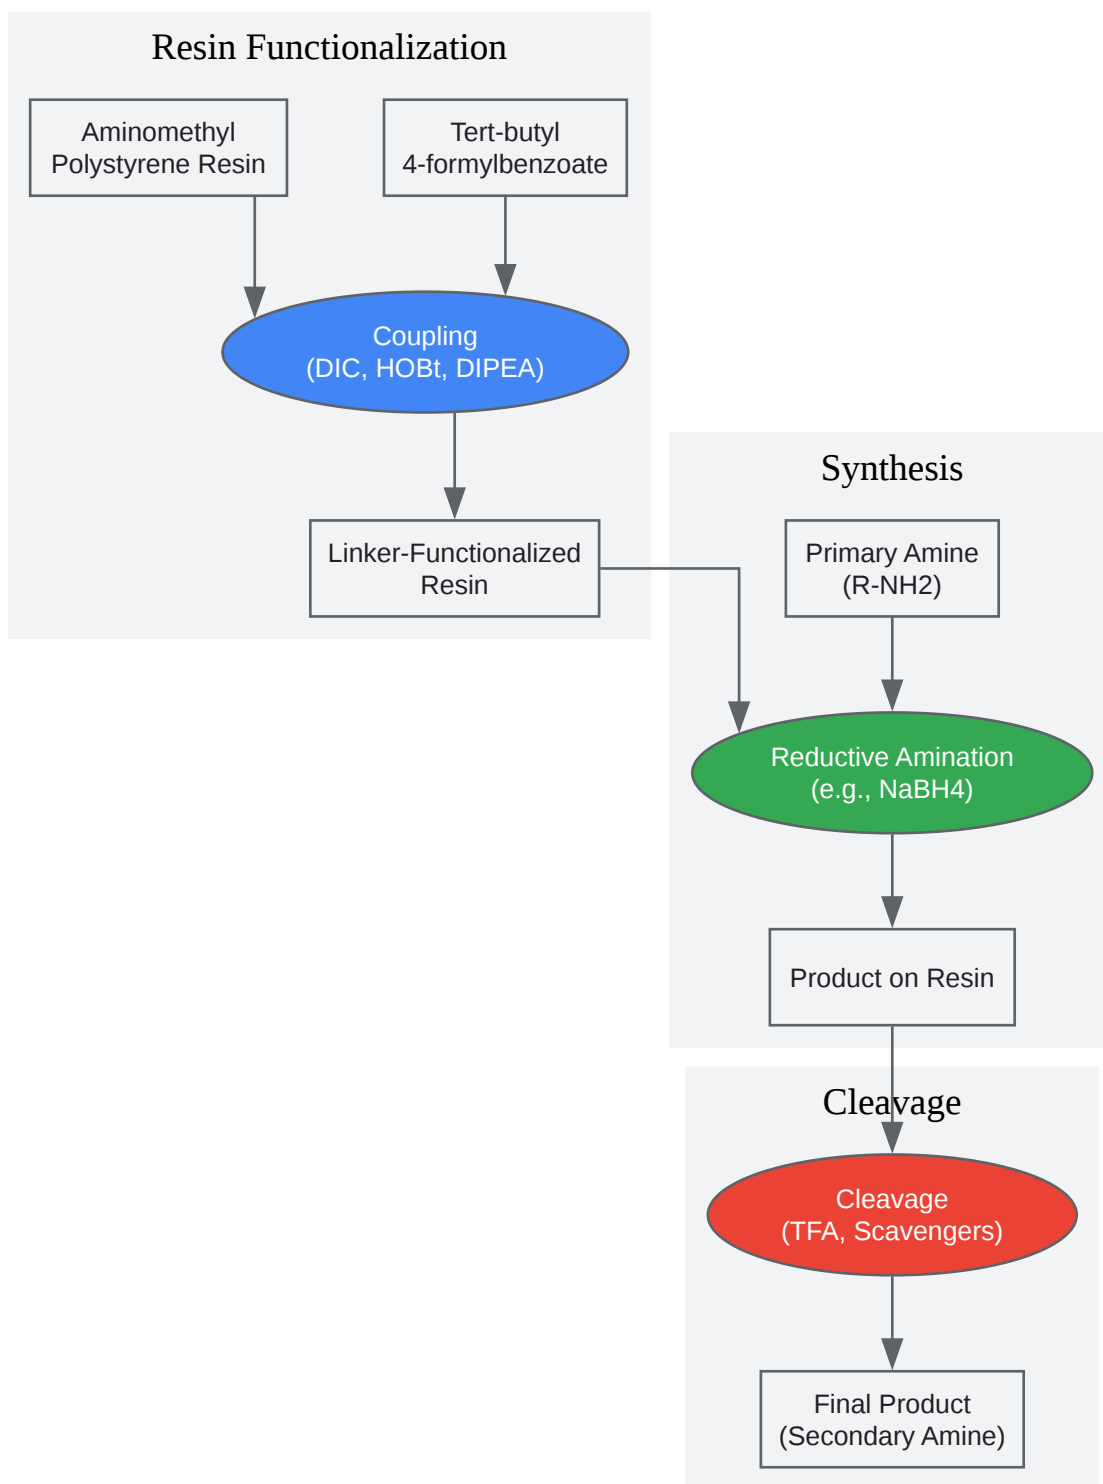 Resin Functionalization
Aminomethyl
Polystyrene Resin
Tert-butyl
4-formylbenzoate
Coupling
(DIC, HOBt, DIPEA)
Linker-Functionalized
Resin
Synthesis
Primary Amine
(R-NH2)
Reductive Amination
(e.g., NaBH4)
Product on Resin
Cleavage
Cleavage
(TFA, Scavengers)
Final Product
(Secondary Amine)